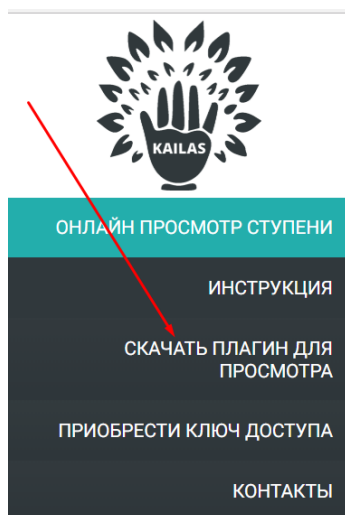 KAILAS
ОНЛАЙН ПРОСМОТР СТУПЕНИ
ИНСТРУКЦИЯ
СКАЧАТЬ ПЛАГИН ДЛЯ
ПРОСМОТРА
ПРИОБРЕСТИ КЛЮЧ ДОСТУПА
КОНТАКТЫ